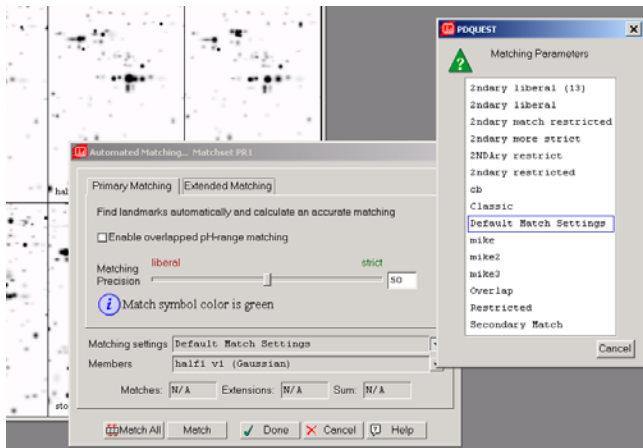 hal
sto
Automated Matching... Matchset PR1
Primary Matching
Extended Matching
Find landmarks automatically and calculate an accurate matching
Enable overlapped pH-range matching
liberal
strict
Matching
Precision
50
Match symbol color is green
Matching settings
Default Match Settings
Members
half1 v1 (Gaussian)
Matches:
N/A
Extensions:
N/A
Sum:
N/A
Match All
Match
Done
Cancel
Help
PDQUEST
Matching Parameters
2ndary liberal (13)
2ndary liberal
2ndary match restricted
2ndary more strict
2NDAry restrict
2ndary restricted
cb
Classic
Default Match Settings
mike
mike2
mike3
Overlap
Restricted
Secondary Match
Cancel